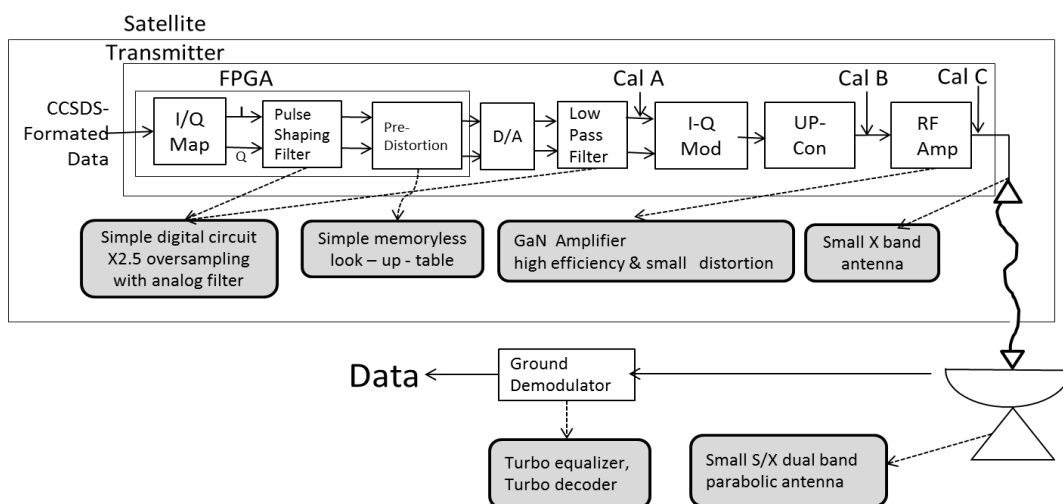 Satellite
Transmitter
FPGA
Cal A
Cal B
Cal C
CCSDS-
Formated
Data
I/Q
Map
I
Q
Pulse
Shaping
Filter
Pre-
Distortion
D/A
Low
Pass
Filter
I-Q
Mod
UP-
Con
RF
Amp
Simple digital circuit
X2.5 oversampling
with analog filter
Simple memoryless
look – up - table
GaN Amplifier
high efficiency & small distortion
Small X band
antenna
Data
Ground
Demodulator
Turbo equalizer,
Turbo decoder
Small S/X dual band
parabolic antenna